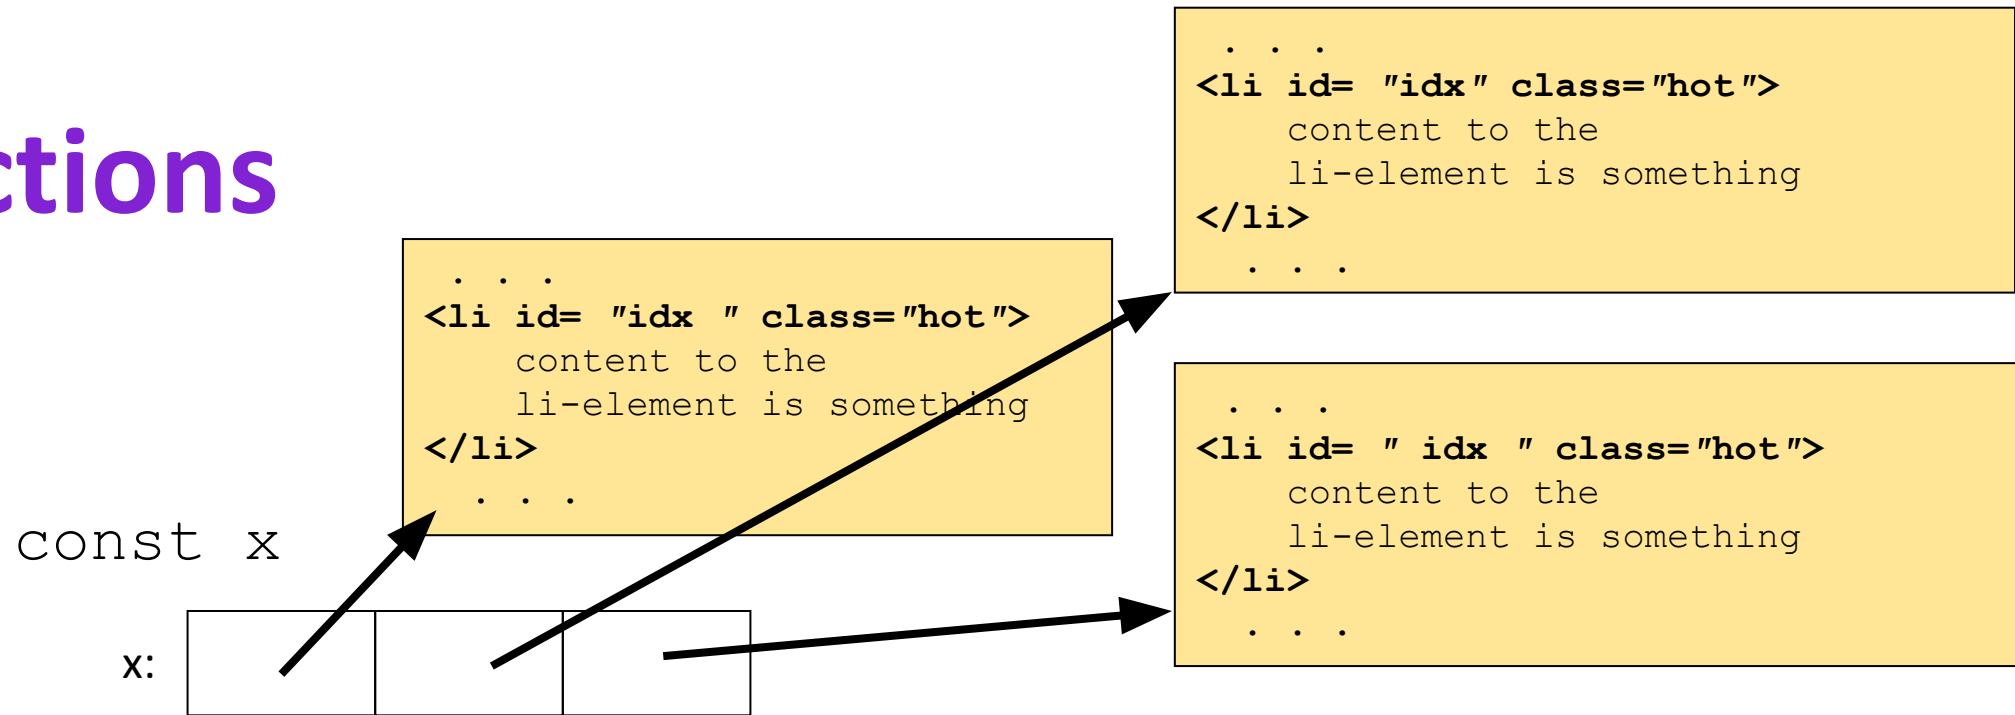 ctions
. . .
<li id= "idx " class="hot">
content to the
li-element is something
</li>
. . .
. . .
<li id= "idx" class="hot">
content to the
li-element is something
</li>
. . .
. . .
<li id= " idx " class="hot">
content to the
li-element is something
</li>
. . .
const x
x: